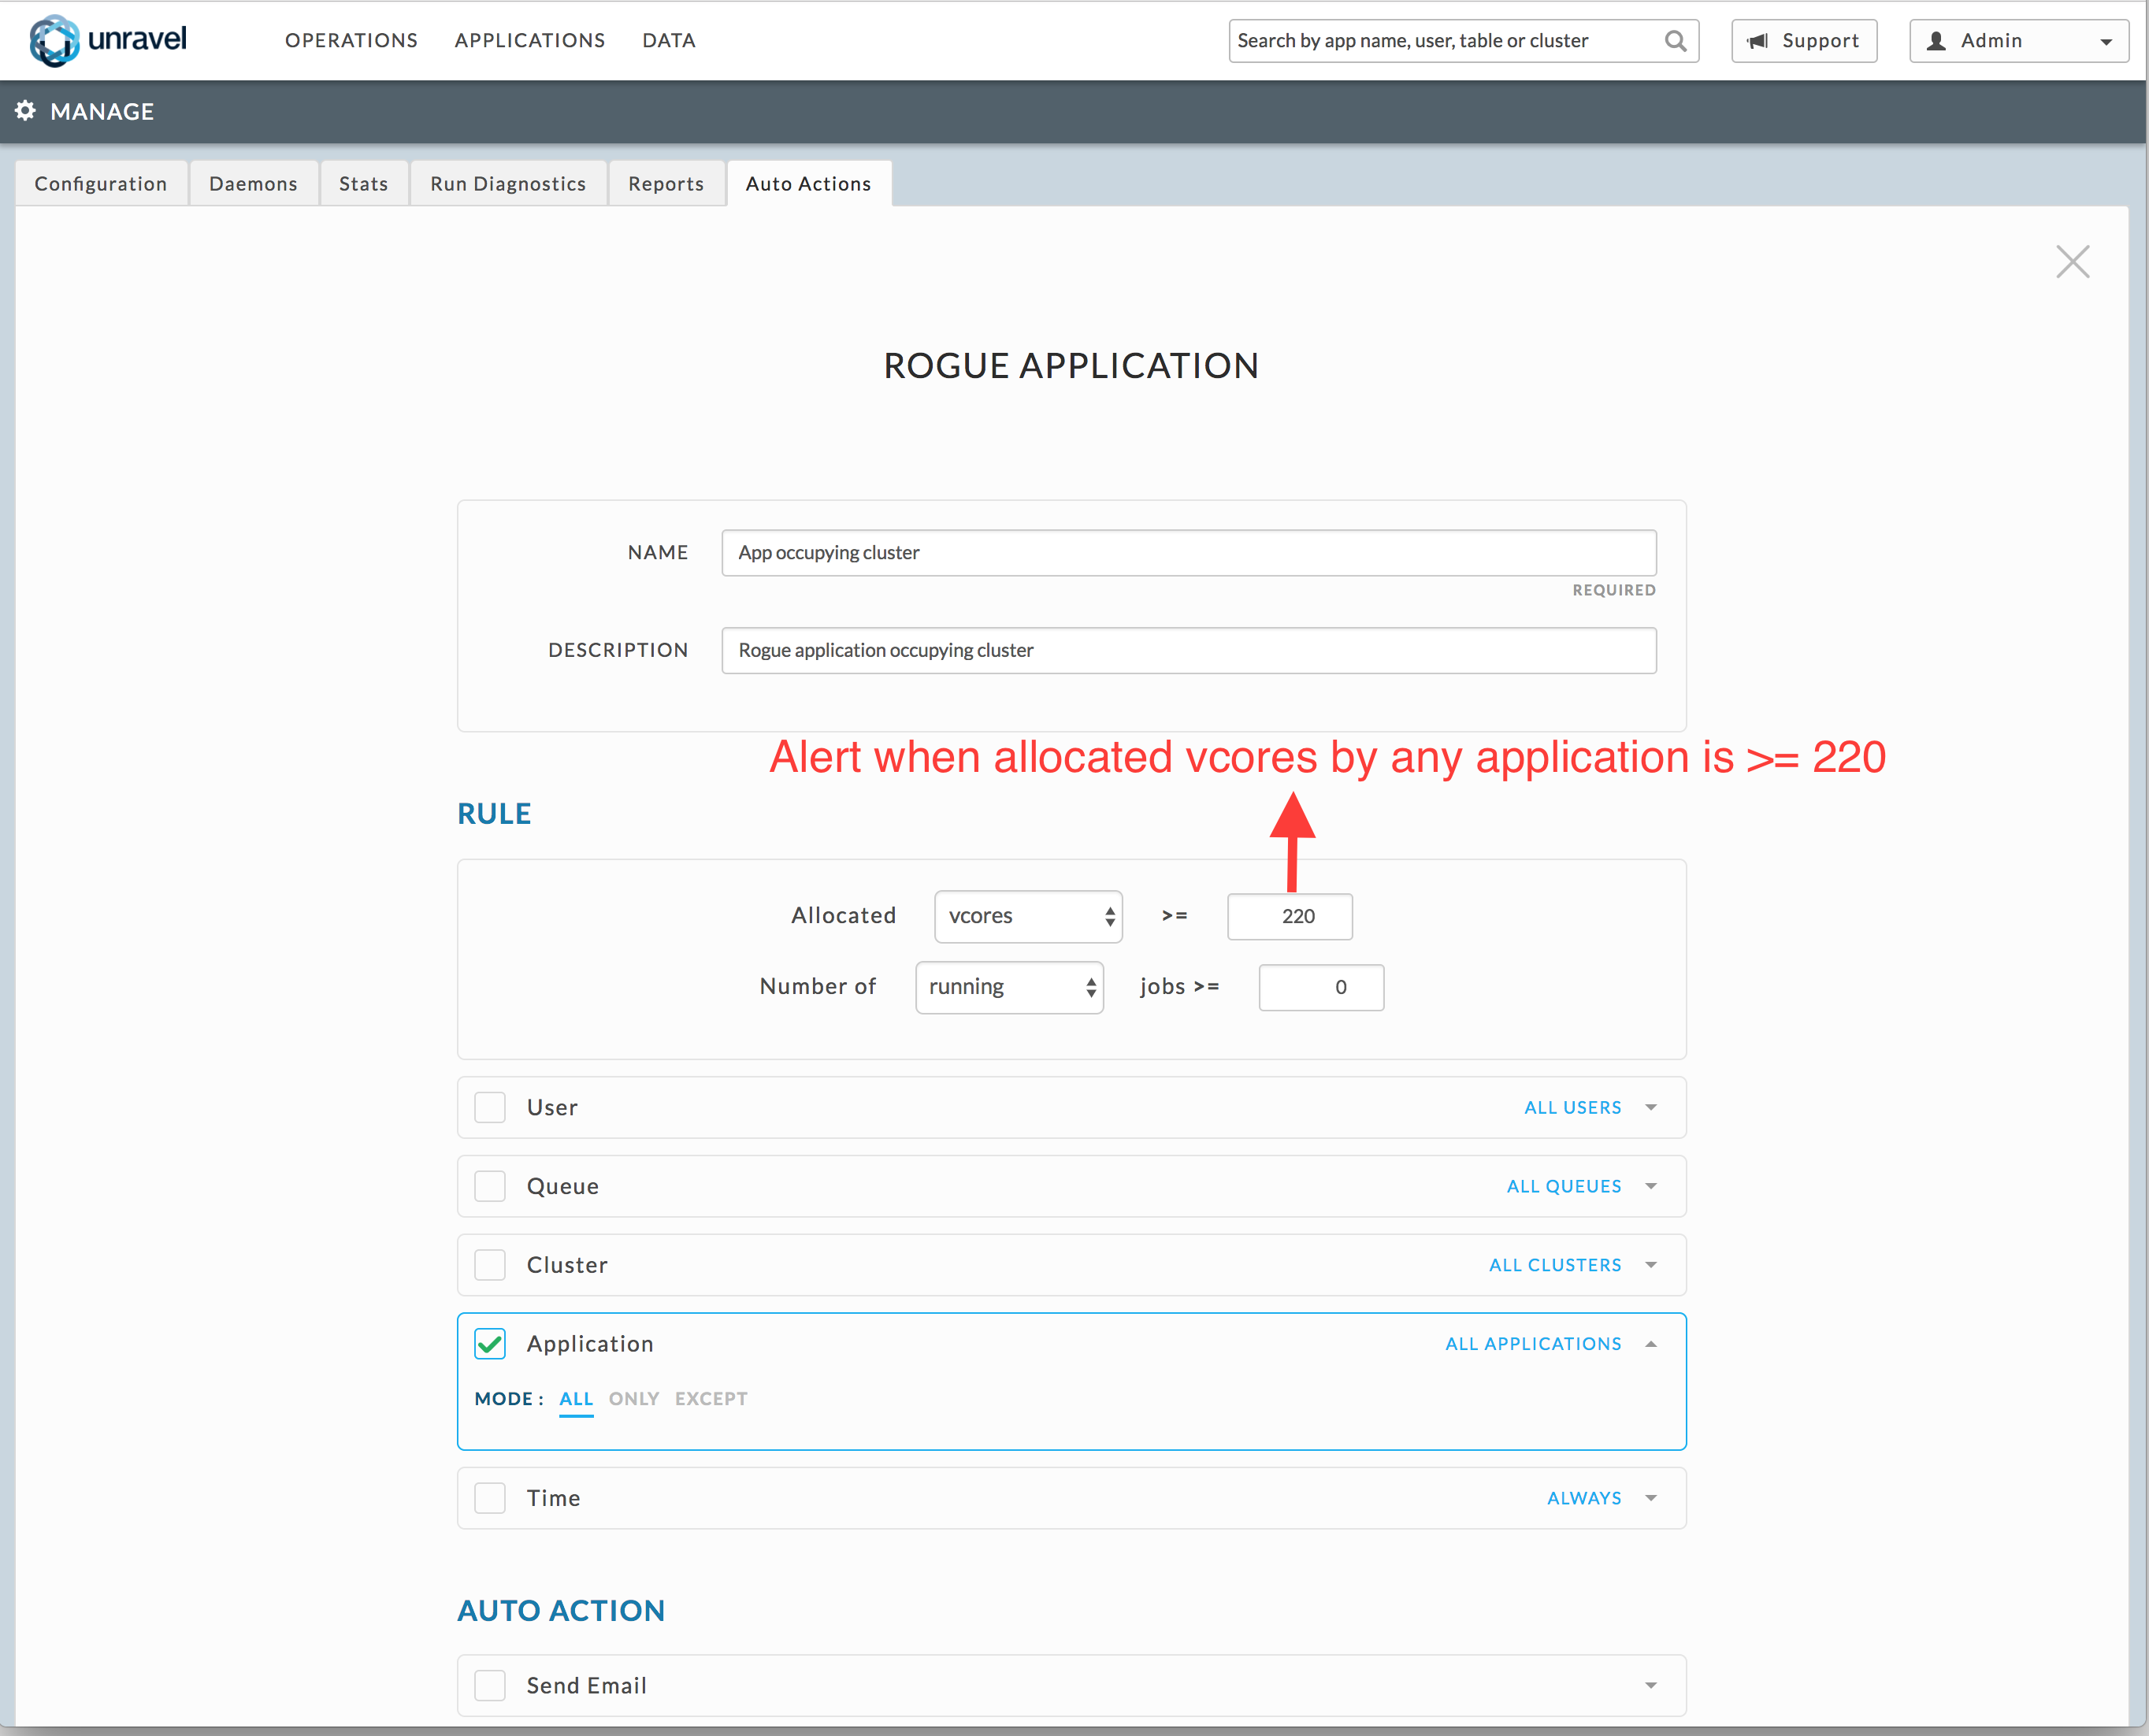 unravel OPERATIONS APPLICATIONS DATA Search by app name, user, table or cluster Support Admin
MANAGE
Configuration Daemons Stats Run Diagnostics Reports Auto Actions
ROGUE APPLICATION
NAME App occupying cluster
REQUIRED
DESCRIPTION Rogue application occupying cluster
Alert when allocated vcores by any application is >= 220
RULE
Allocated vcores >= 220
Number of running jobs >= 0
User ALL USERS
Queue ALL QUEUES
Cluster ALL CLUSTERS
Application ALL APPLICATIONS
MODE : ALL ONLY EXCEPT
Time ALWAYS
AUTO ACTION
Send Email